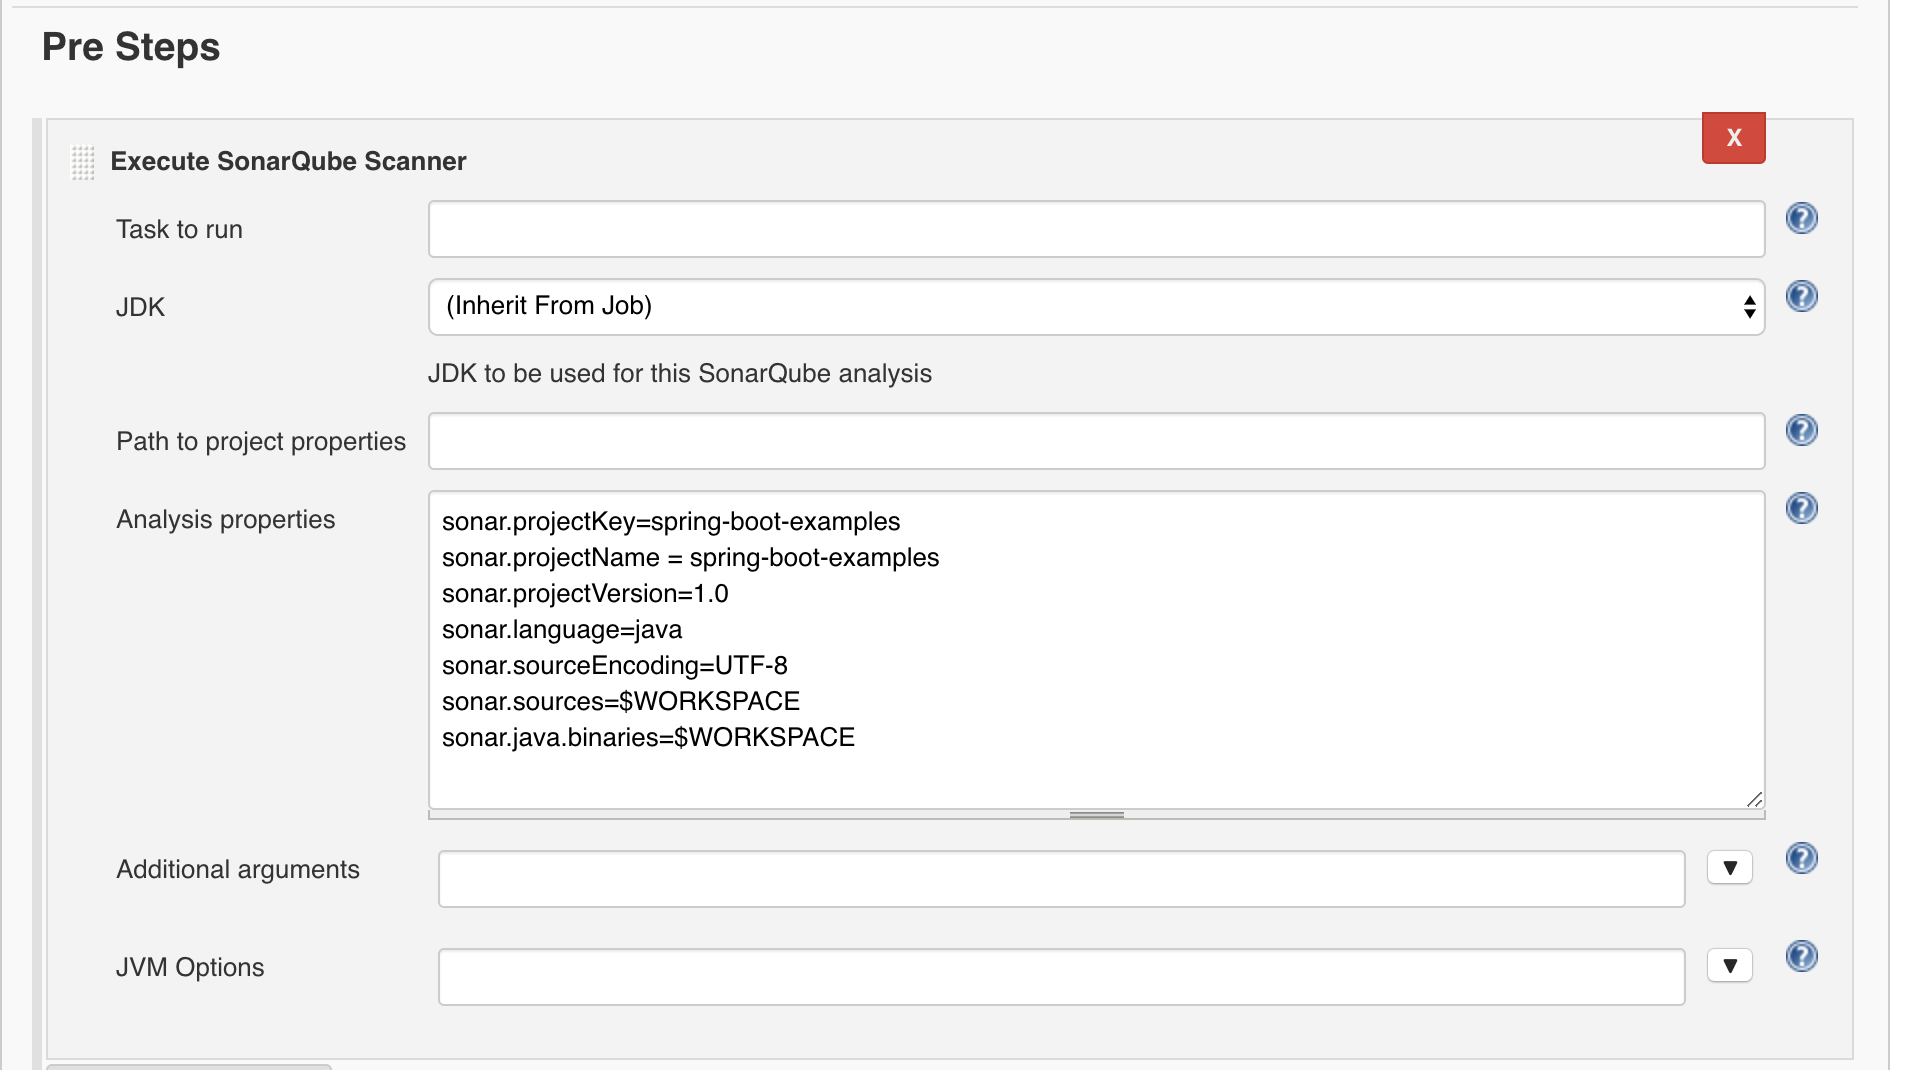 Pre Steps
X
Execute SonarQube Scanner
Task to run
JDK
(Inherit From Job)
JDK to be used for this SonarQube analysis
Path to project properties
Analysis properties
sonar.projectKey=spring-boot-examples
sonar.projectName = spring-boot-examples
sonar.projectVersion=1.0
sonar.language=java
sonar.sourceEncoding=UTF-8
sonar.sources=$WORKSPACE
sonar.java.binaries=$WORKSPACE
Additional arguments
JVM Options